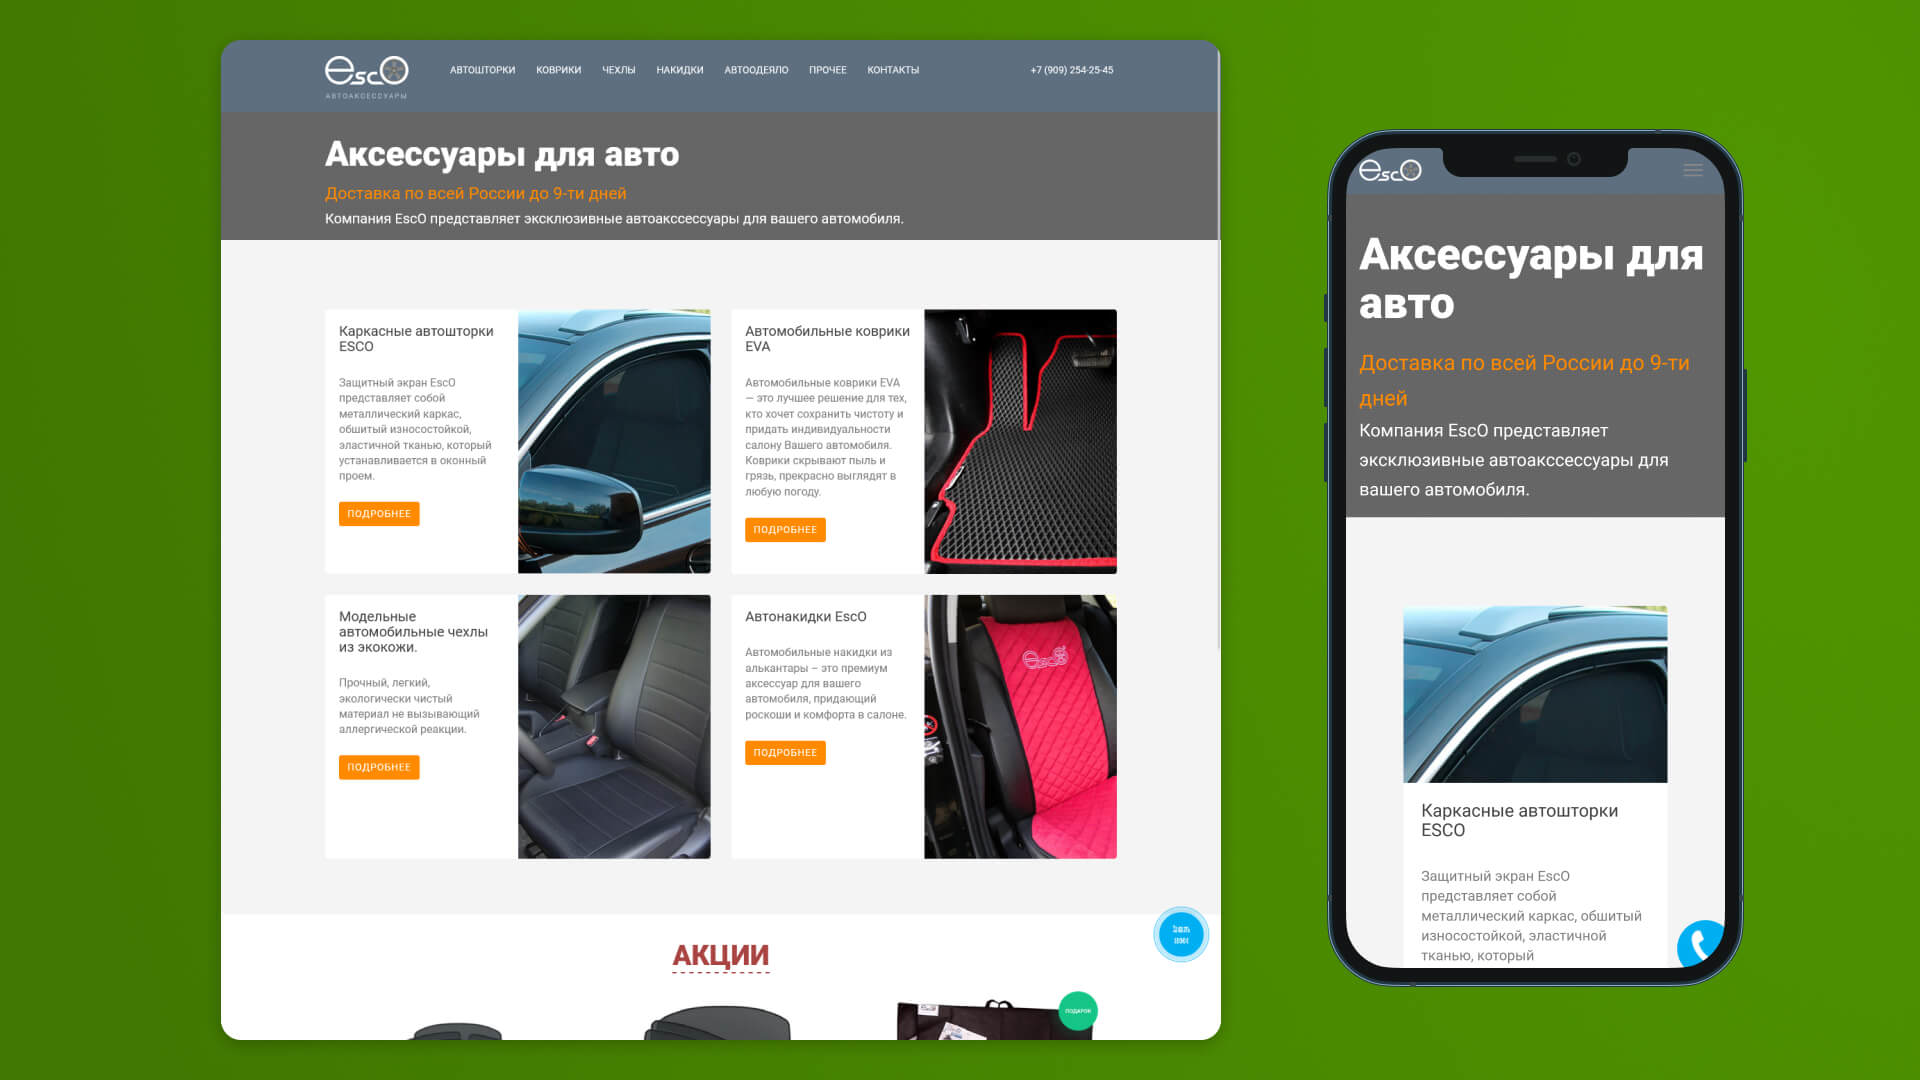 EscO
АВТОАКСЕССУАРЫ
АВТОШТОРКИ КОВРИКИ ЧЕХЛЫ НАКИДКИ АВТООДЕЯЛО ПРОЧЕЕ КОНТАКТЫ
+7 (909) 254-25-45
Аксессуары для авто
Доставка по всей России до 9-ти дней
Компания EscO представляет эксклюзивные автоакссессуары для вашего автомобиля.
Каркасные автошторки
ESCO
Защитный экран EscO
представляет собой
металлический каркас,
обшитый износостойкой,
эластичной тканью, который
устанавливается в оконный
проем.
ПОДРОБНЕЕ
Автомобильные коврики
EVA
Автомобильные коврики EVA
— это лучшее решение для тех,
кто хочет сохранить чистоту и
придать индивидуальности
салону Вашего автомобиля.
Коврики скрывают пыль и
грязь, прекрасно выглядят в
любую погоду.
ПОДРОБНЕЕ
Модельные
автомобильные чехлы
из экокожи.
Прочный, легкий,
экологически чистый
материал не вызывающий
аллергической реакции.
ПОДРОБНЕЕ
Автонакидки EscO
Автомобильные накидки из
алькантары – это премиум
аксессуар для вашего
автомобиля, придающий
роскоши и комфорта в салоне.
ПОДРОБНЕЕ
EscO
АКЦИИ
ПОДАРОК
EscO
Аксессуары для
авто
Доставка по всей России до 9-ти
дней
Компания EscO представляет
эксклюзивные автоакссессуары для
вашего автомобиля.
Каркасные автошторки
ESCO
Защитный экран EscO
представляет собой
металлический каркас, обшитый
износостойкой, эластичной
тканью, который